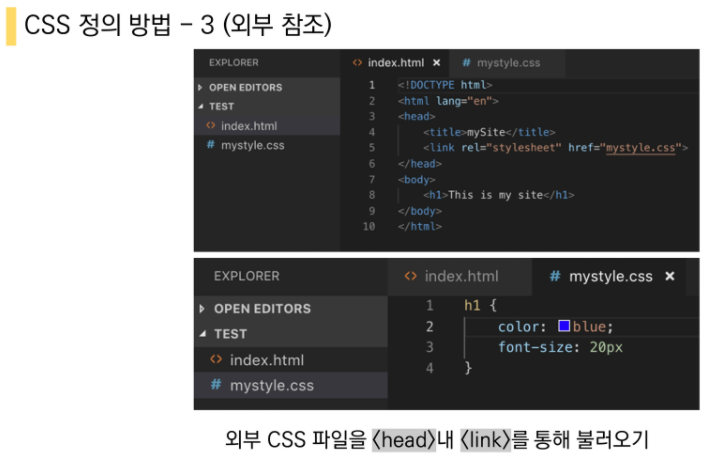 CSS 정의 방법 - 3 (외부 참조)
EXPLORER
OPEN EDITORS
TEST
<> index.html
# mystyle.css
<> index.html ×
# mystyle.css
1 <!DOCTYPE html>
2 <html lang="en">
3 <head>
4 <title>mySite</title>
5 <link rel="stylesheet" href="mystyle.css">
6 </head>
7 <body>
8 <h1>This is my site</h1>
9 </body>
10 </html>
EXPLORER
OPEN EDITORS
TEST
<> index.html
# mystyle.css
<> index.html
# mystyle.css ×
1 h1 {
2 color: blue;
3 font-size: 20px
4 }
외부 CSS 파일을 <head>내 <link>를 통해 불러오기